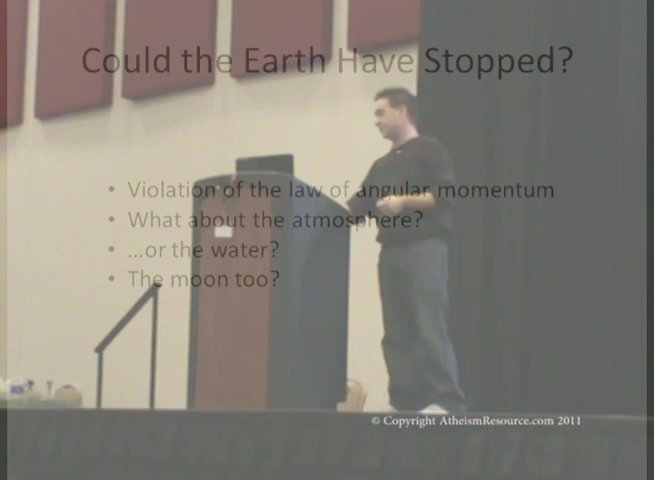 Could the Earth Have Stopped?
• Violation of the law of angular momentum
• What about the atmosphere?
• ...or the water?
• The moon too?
© Copyright AtheismResource.com 2011